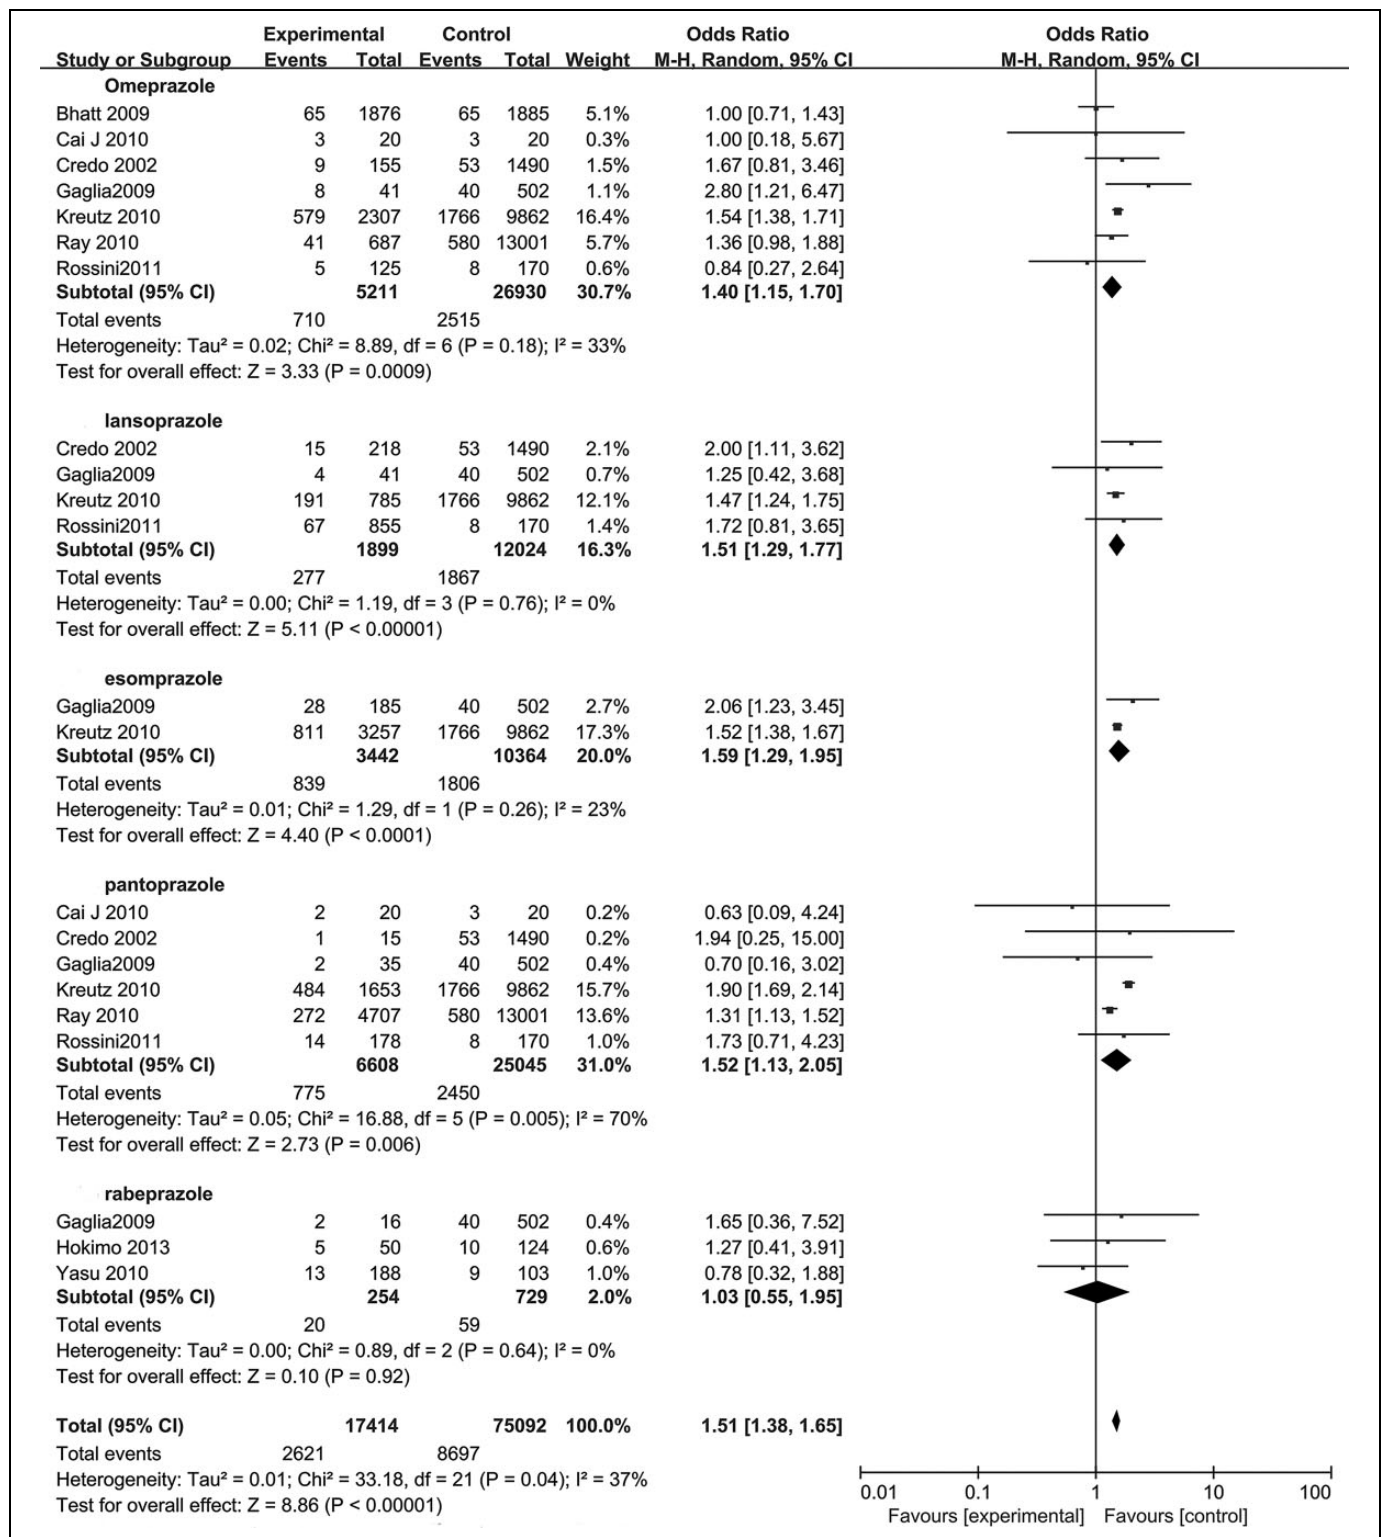 Experimental Control Odds Ratio Odds Ratio
Study or Subgroup Events Total Events Total Weight M-H, Random, 95% CI M-H, Random, 95% CI
Omeprazole
Bhatt 2009 65 1876 65 1885 5.1% 1.00 [0.71, 1.43]
Cai J 2010 3 20 3 20 0.3% 1.00 [0.18, 5.67]
Credo 2002 9 155 53 1490 1.5% 1.67 [0.81, 3.46]
Gaglia2009 8 41 40 502 1.1% 2.80 [1.21, 6.47]
Kreutz 2010 579 2307 1766 9862 16.4% 1.54 [1.38, 1.71]
Ray 2010 41 687 580 13001 5.7% 1.36 [0.98, 1.88]
Rossini2011 5 125 8 170 0.6% 0.84 [0.27, 2.64]
Subtotal (95% CI) 5211 26930 30.7% 1.40 [1.15, 1.70]
Total events 710 2515
Heterogeneity: Tau² = 0.02; Chi² = 8.89, df = 6 (P = 0.18); I² = 33%
Test for overall effect: Z = 3.33 (P = 0.0009)
lansoprazole
Credo 2002 15 218 53 1490 2.1% 2.00 [1.11, 3.62]
Gaglia2009 4 41 40 502 0.7% 1.25 [0.42, 3.68]
Kreutz 2010 191 785 1766 9862 12.1% 1.47 [1.24, 1.75]
Rossini2011 67 855 8 170 1.4% 1.72 [0.81, 3.65]
Subtotal (95% CI) 1899 12024 16.3% 1.51 [1.29, 1.77]
Total events 277 1867
Heterogeneity: Tau² = 0.00; Chi² = 1.19, df = 3 (P = 0.76); I² = 0%
Test for overall effect: Z = 5.11 (P < 0.00001)
esomprazole
Gaglia2009 28 185 40 502 2.7% 2.06 [1.23, 3.45]
Kreutz 2010 811 3257 1766 9862 17.3% 1.52 [1.38, 1.67]
Subtotal (95% CI) 3442 10364 20.0% 1.59 [1.29, 1.95]
Total events 839 1806
Heterogeneity: Tau² = 0.01; Chi² = 1.29, df = 1 (P = 0.26); I² = 23%
Test for overall effect: Z = 4.40 (P < 0.0001)
pantoprazole
Cai J 2010 2 20 3 20 0.2% 0.63 [0.09, 4.24]
Credo 2002 1 15 53 1490 0.2% 1.94 [0.25, 15.00]
Gaglia2009 2 35 40 502 0.4% 0.70 [0.16, 3.02]
Kreutz 2010 484 1653 1766 9862 15.7% 1.90 [1.69, 2.14]
Ray 2010 272 4707 580 13001 13.6% 1.31 [1.13, 1.52]
Rossini2011 14 178 8 170 1.0% 1.73 [0.71, 4.23]
Subtotal (95% CI) 6608 25045 31.0% 1.52 [1.13, 2.05]
Total events 775 2450
Heterogeneity: Tau² = 0.05; Chi² = 16.88, df = 5 (P = 0.005); I² = 70%
Test for overall effect: Z = 2.73 (P = 0.006)
rabeprazole
Gaglia2009 2 16 40 502 0.4% 1.65 [0.36, 7.52]
Hokimo 2013 5 50 10 124 0.6% 1.27 [0.41, 3.91]
Yasu 2010 13 188 9 103 1.0% 0.78 [0.32, 1.88]
Subtotal (95% CI) 254 729 2.0% 1.03 [0.55, 1.95]
Total events 20 59
Heterogeneity: Tau² = 0.00; Chi² = 0.89, df = 2 (P = 0.64); I² = 0%
Test for overall effect: Z = 0.10 (P = 0.92)
Total (95% CI) 17414 75092 100.0% 1.51 [1.38, 1.65]
Total events 2621 8697
Heterogeneity: Tau² = 0.01; Chi² = 33.18, df = 21 (P = 0.04); I² = 37%
Test for overall effect: Z = 8.86 (P < 0.00001)
0.01 0.1 1 10 100
Favours [experimental] Favours [control]